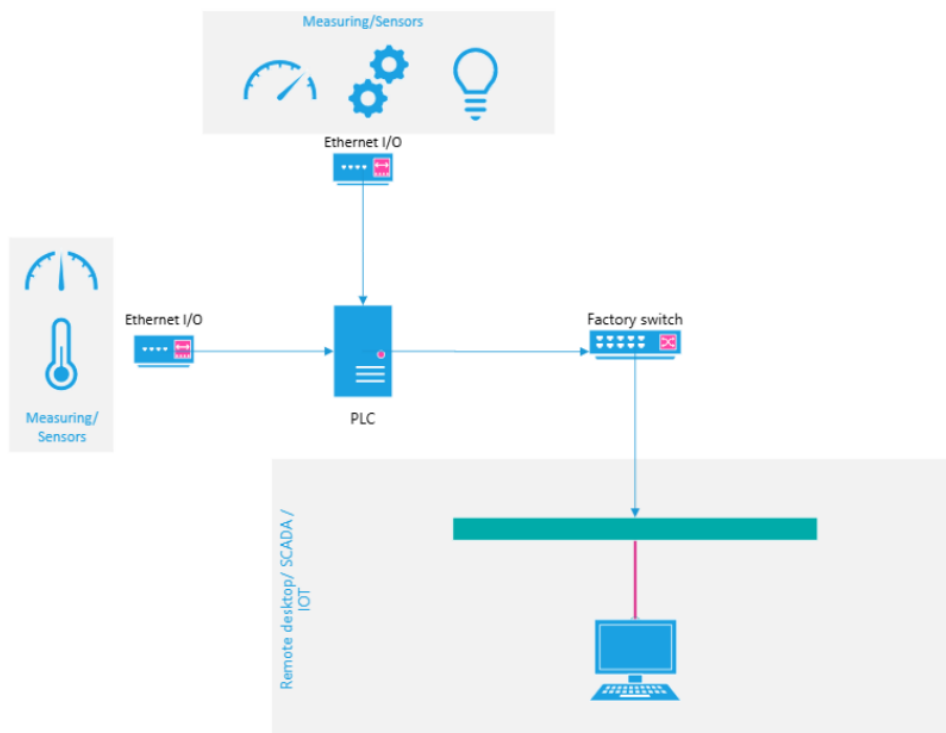 Measuring/Sensors
Ethernet I/O
Ethernet I/O
Measuring/
Sensors
PLC
Factory switch
Remote desktop/ SCADA /
IOT